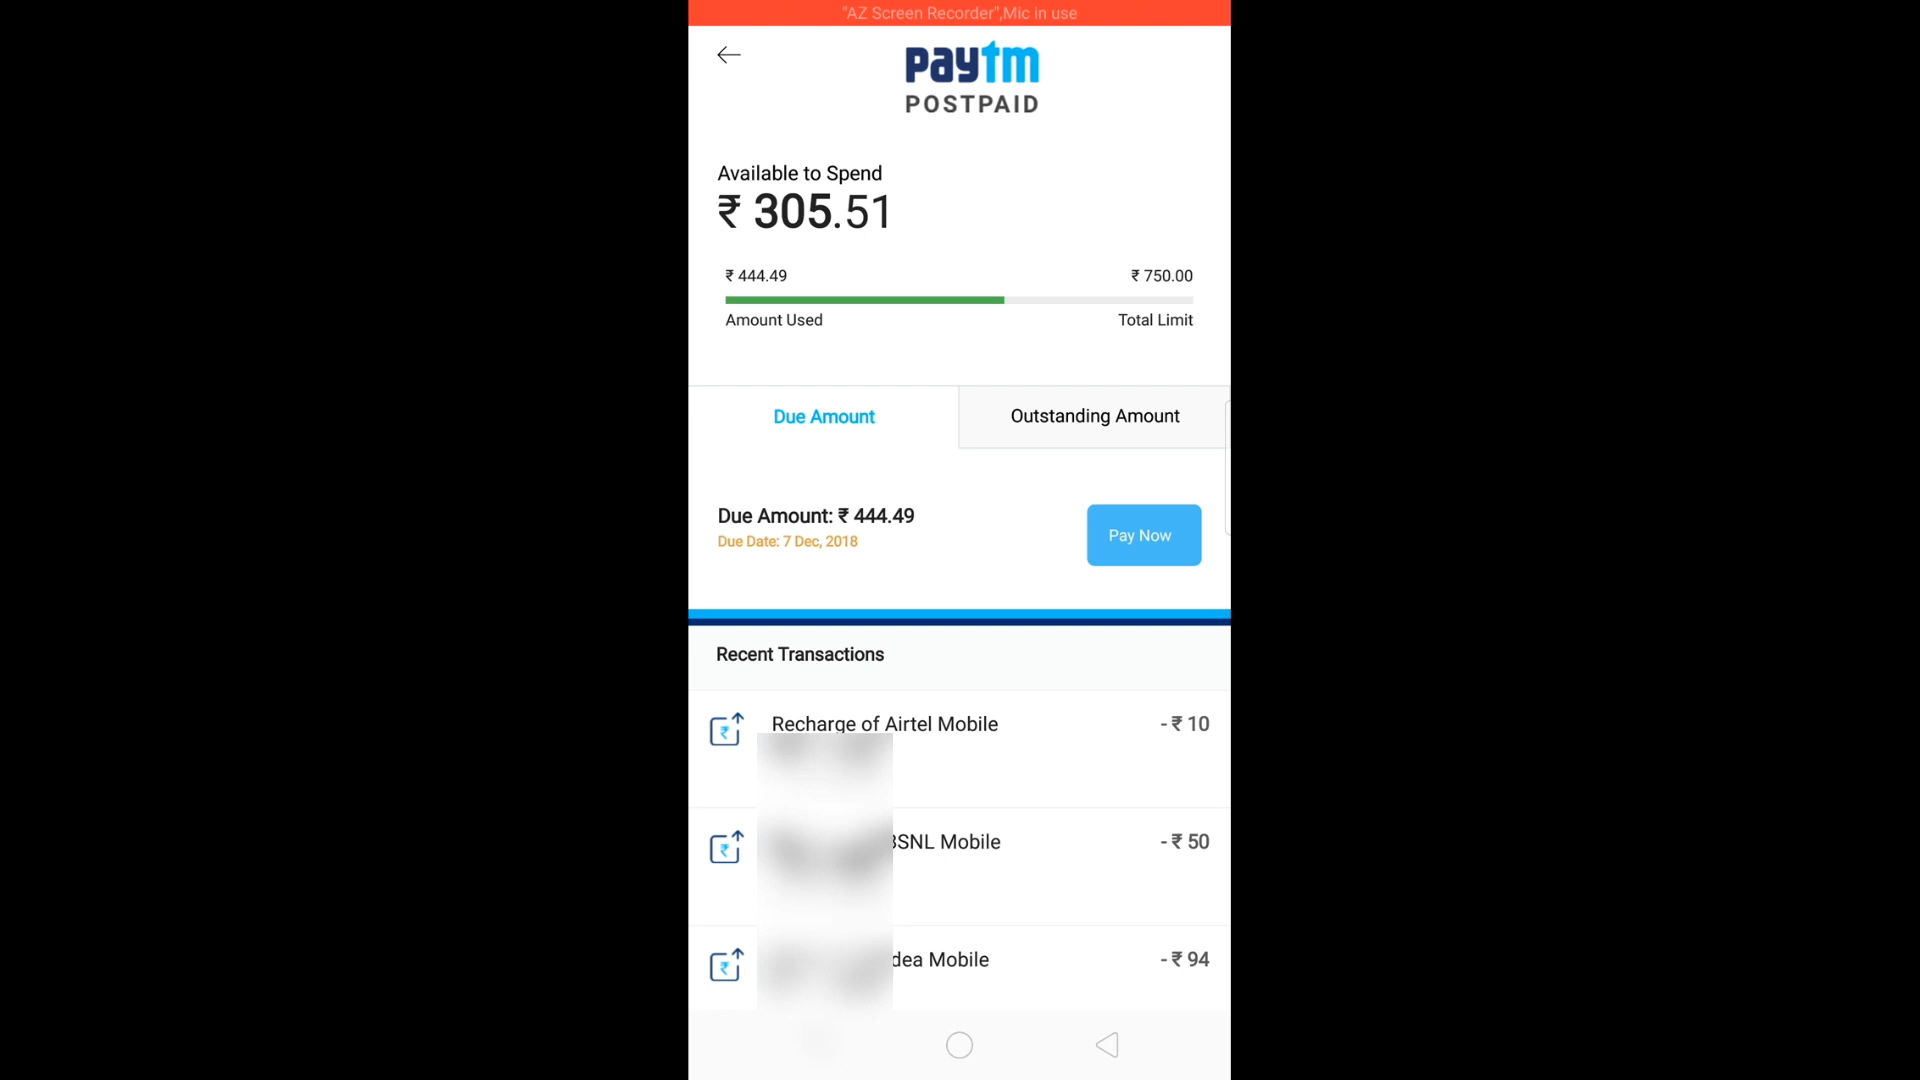 "AZ Screen Recorder",Mic in use
paytm
POSTPAID
Available to Spend
₹ 305.51
₹ 444.49
₹ 750.00
Amount Used
Total Limit
Due Amount
Outstanding Amount
Due Amount: ₹ 444.49
Due Date: 7 Dec, 2018
Pay Now
Recent Transactions
Recharge of Airtel Mobile
- ₹ 10
BSNL Mobile
- ₹ 50
Mobile
- ₹ 94